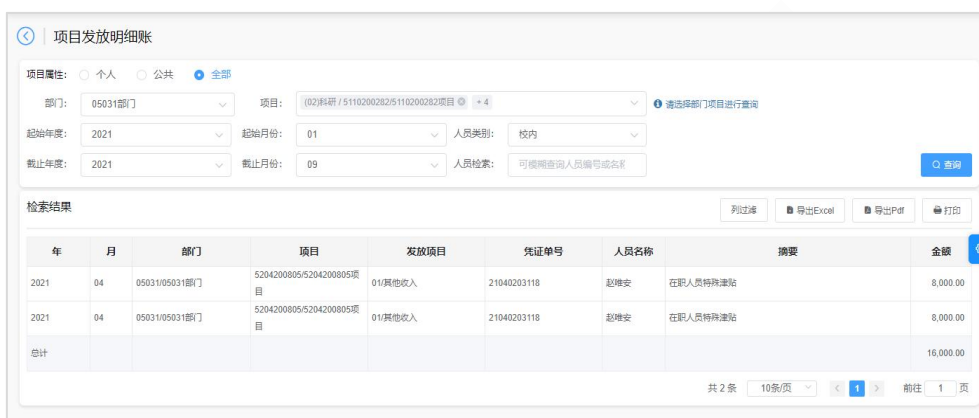 项目发放明细账
项目属性: 个人 公共 全部
部门: 05031部门 项目: (02)科研 / 5110200282/5110200282项目 + 4 请选择部门项目进行查询
起始年度: 2021 起始月份: 01 人员类别: 校内
截止年度: 2021 截止月份: 09 人员检索: 可模糊查询人员编号或名称 查询
检索结果 列过滤 导出Excel 导出Pdf 打印
年 月 部门 项目 发放项目 凭证单号 人员名称 摘要 金额
2021 04 05031/05031部门 5204200805/5204200805项目 01/其他收入 21040203118 赵唯安 在职人员特殊津贴 8,000.00
2021 04 05031/05031部门 5204200805/5204200805项目 01/其他收入 21040203118 赵唯安 在职人员特殊津贴 8,000.00
总计 16,000.00
共 2 条 10条/页 < 1 > 前往 1 页